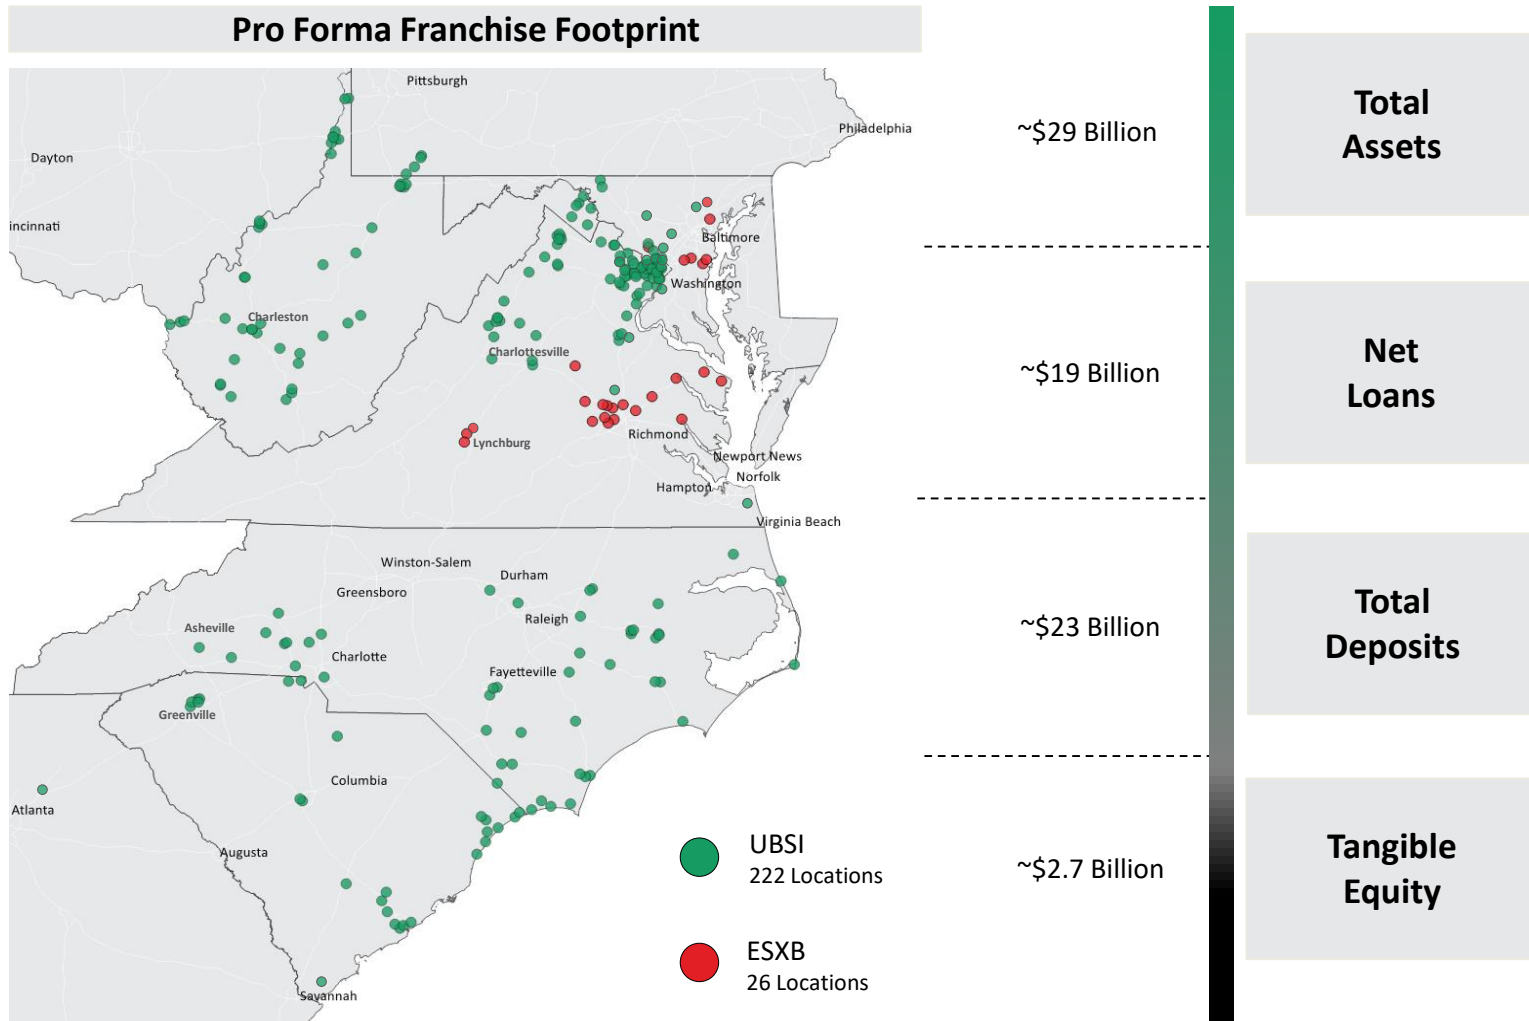 Pro Forma Franchise Footprint
Pittsburgh
Philadelphia
Dayton
incinnati
Baltimore
Washington
Charleston
Charlottesville
Lynchburg
Richmond
Newport News
Norfolk
Hampton
Virginia Beach
Winston-Salem
Durham
Greensboro
Raleigh
Asheville
Charlotte
Fayetteville
Greenville
Columbia
Atlanta
Augusta
Savannah
UBSI
222 Locations
ESXB
26 Locations
~$29 Billion
Total
Assets
~$19 Billion
Net
Loans
~$23 Billion
Total
Deposits
~$2.7 Billion
Tangible
Equity